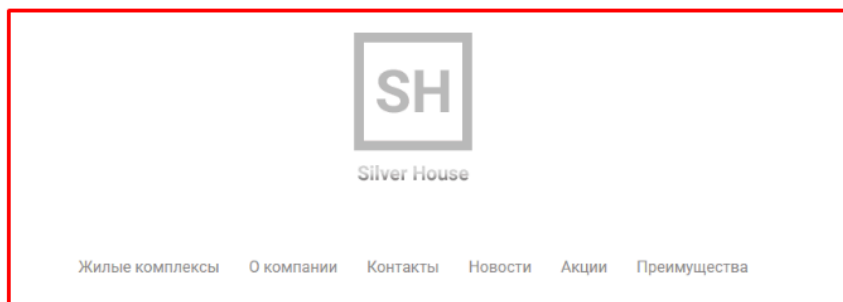 SH
Silver House
Жилые комплексы О компании Контакты Новости Акции Преимущества